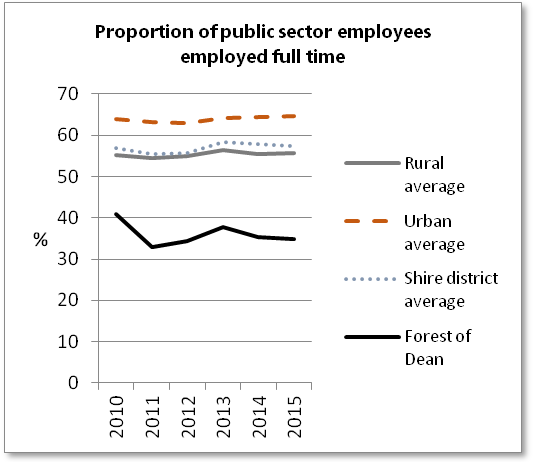 Proportion of public sector employees
employed full time
70
60
50
40
30
20
10
0
%
2010
2011
2012
2013
2014
2015
Rural
average
Urban
average
Shire district
average
Forest of
Dean